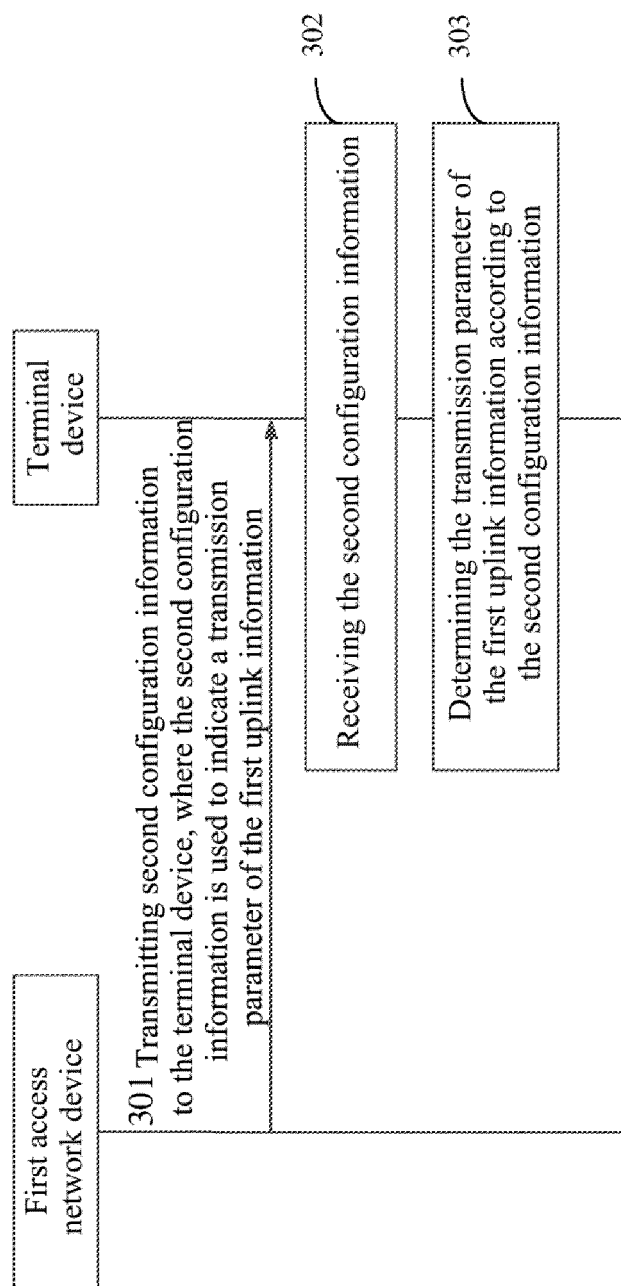 First access
network device
Terminal
device
301 Transmitting second configuration information
to the terminal device, where the second configuration
information is used to indicate a transmission
parameter of the first uplink information
Receiving the second configuration information
302
Determining the transmission parameter of
the first uplink information according to
the second configuration information
303